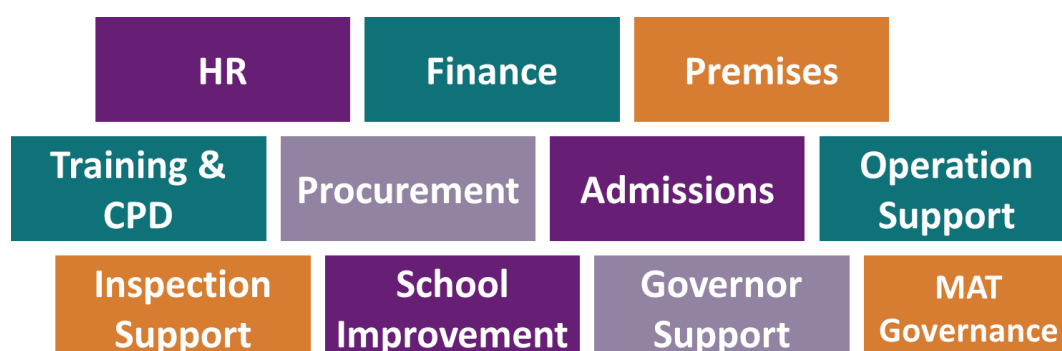 HR
Finance
Premises
Training &
CPD
Procurement
Admissions
Operation
Support
Inspection
Support
School
Improvement
Governor
Support
MAT
Governance